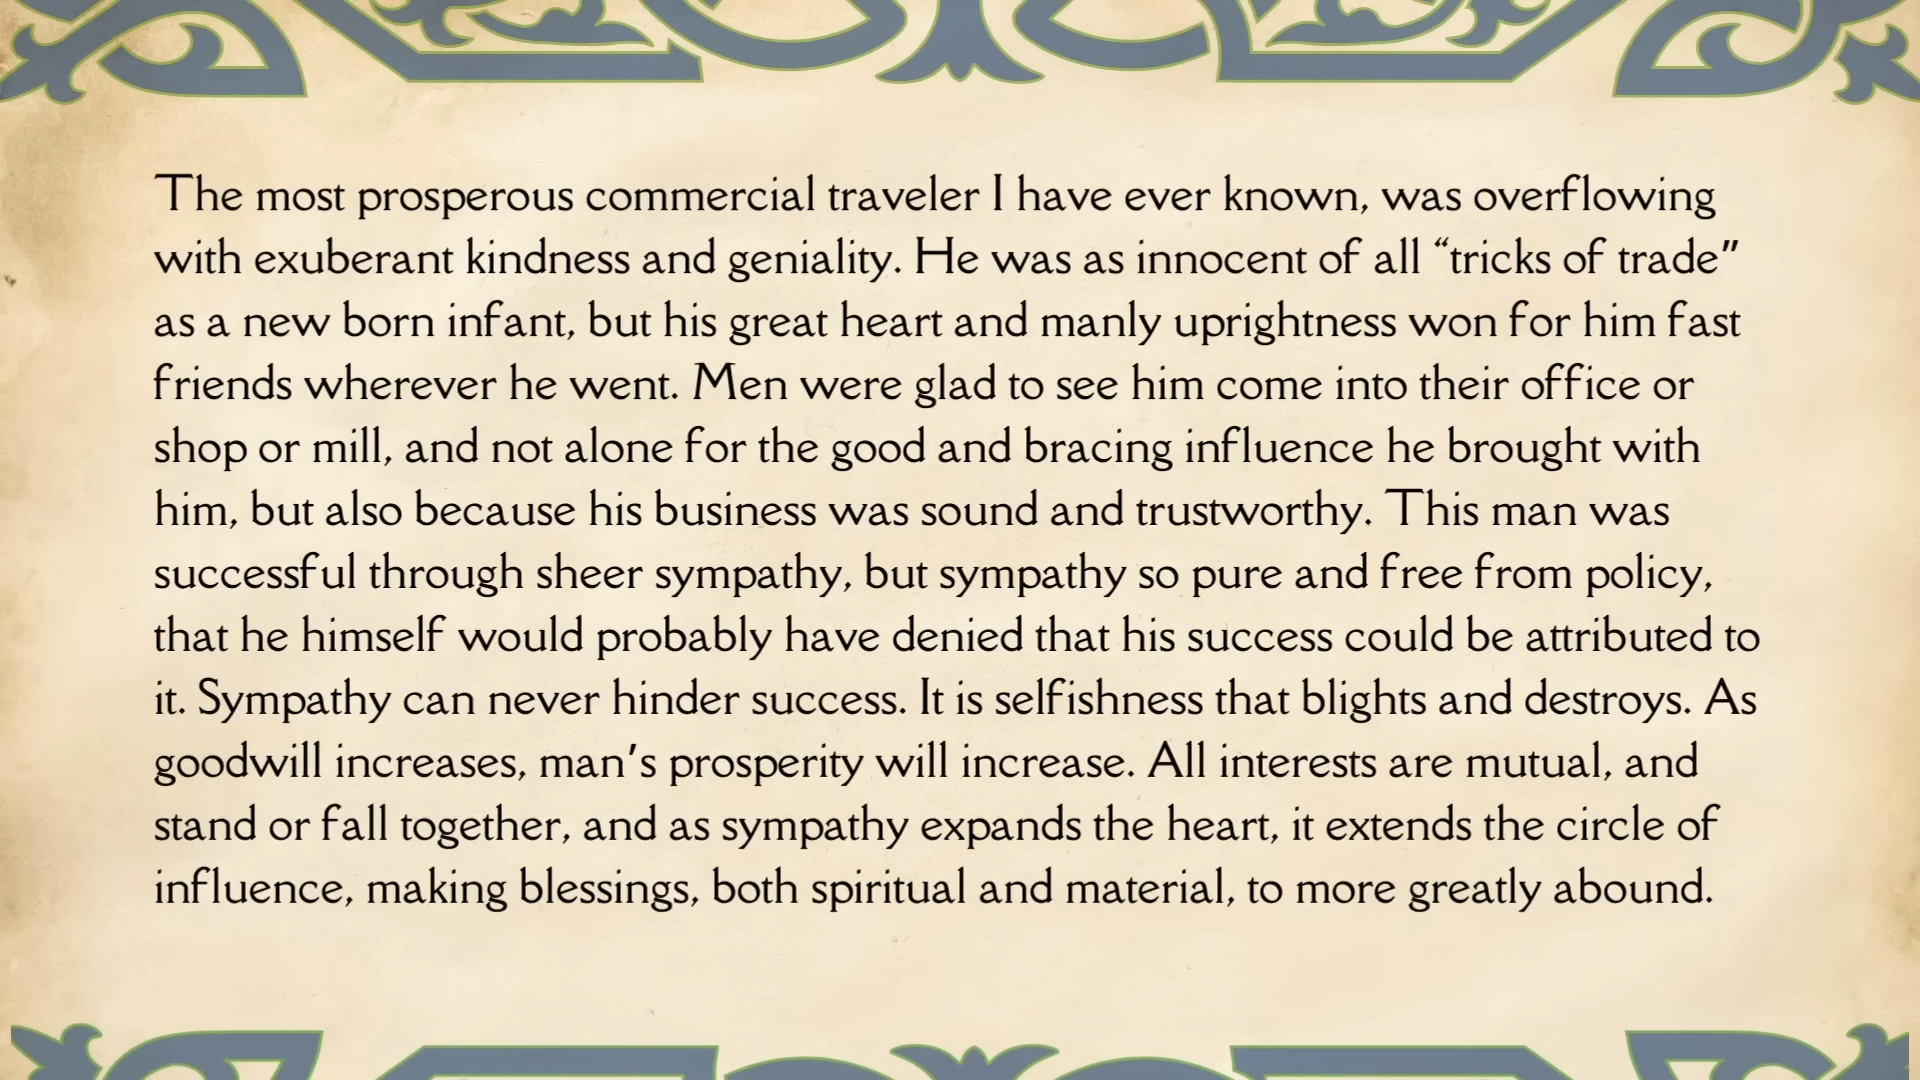 The most prosperous commercial traveler I have ever known, was overflowing
with exuberant kindness and geniality. He was as innocent of all “tricks of trade"
as a new born infant, but his great heart and manly uprightness won for him fast
friends wherever he went. Men were glad to see him come into their office or
shop or mill, and not alone for the good and bracing influence he brought with
him, but also because his business was sound and trustworthy. This man was
successful through sheer sympathy, but sympathy so pure and free from policy,
that he himself would probably have denied that his success could be attributed to
it. Sympathy can never hinder success. It is selfishness that blights and destroys. As
goodwill increases, man's prosperity will increase. All interests are mutual, and
stand or fall together, and as sympathy expands the heart, it extends the circle of
influence, making blessings, both spiritual and material, to more greatly abound.